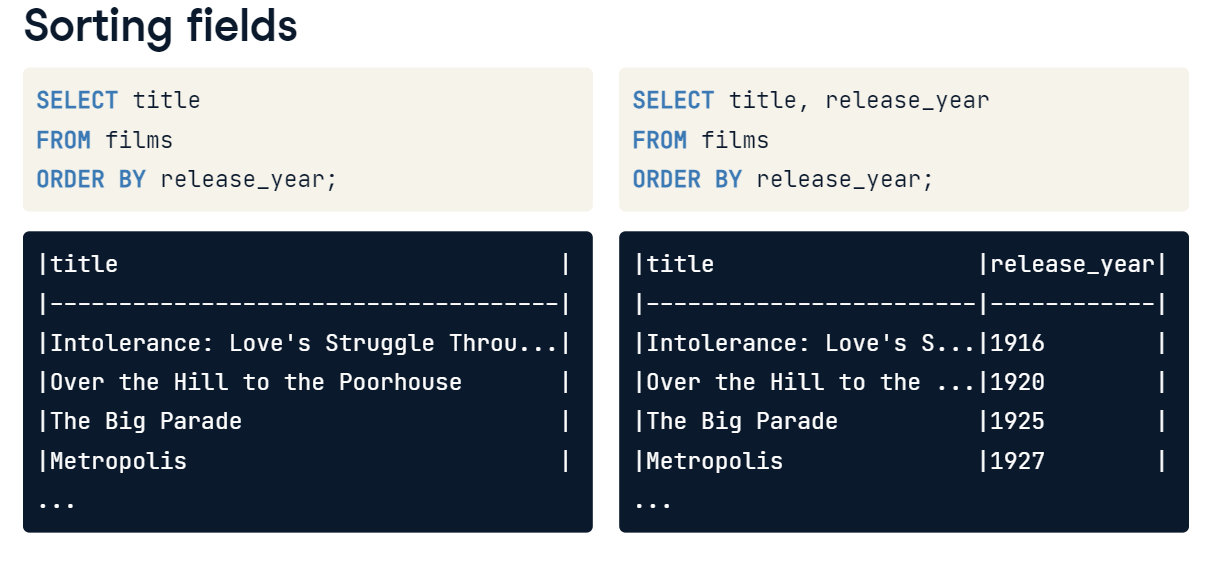 Sorting fields
SELECT title
FROM films
ORDER BY release_year;
|title                                |
|-------------------------------------|
|Intolerance: Love's Struggle Throu...|
|Over the Hill to the Poorhouse       |
|The Big Parade                       |
|Metropolis                           |
...
SELECT title, release_year
FROM films
ORDER BY release_year;
|title                   |release_year|
|------------------------|------------|
|Intolerance: Love's S...|1916        |
|Over the Hill to the ...|1920        |
|The Big Parade          |1925        |
|Metropolis              |1927        |
...